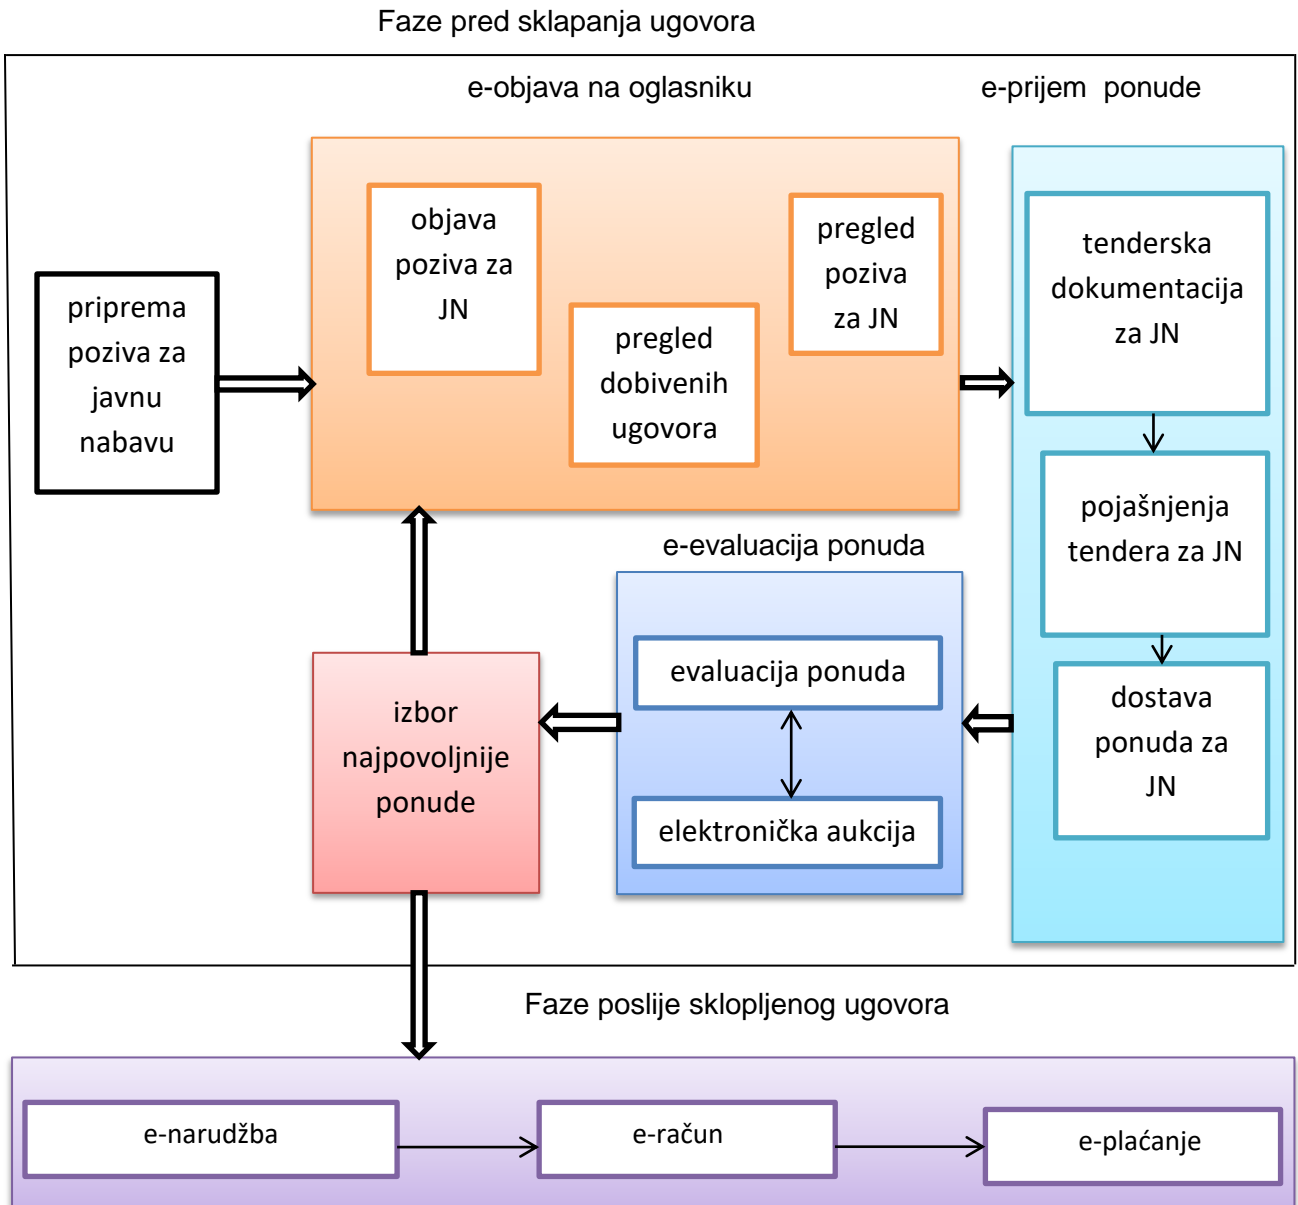 Faze pred sklapanja ugovora
e-objava na oglasniku
e-prijem ponude
priprema
poziva za
javnu
nabavu
objava
poziva za
JN
pregled
dobivenih
ugovora
pregled
poziva
za JN
tenderska
dokumentacija
za JN
pojašnjenja
tendera za JN
dostava
ponuda za
JN
e-evaluacija ponuda
evaluacija ponuda
elektronička aukcija
izbor
najpovoljnije
ponude
Faze poslije sklopljenog ugovora
e-narudžba
e-račun
e-plaćanje